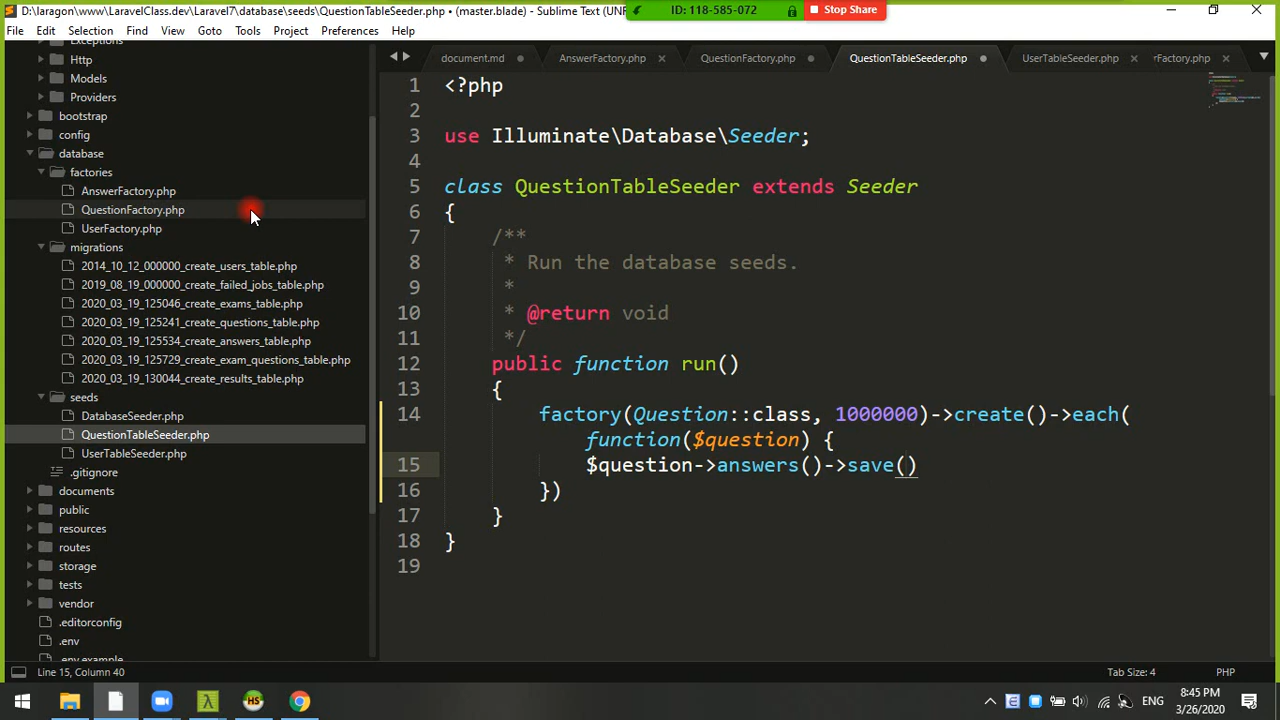 D:\laragon\www\LaravelClass.dev\Laravel7\database\seeds\QuestionTableSeeder.php • (master.blade) - Sublime Text (UNR
ID: 118-585-072
Stop Share
File Edit Selection Find View Goto Tools Project Preferences Help
document.md
AnswerFactory.php
QuestionFactory.php
QuestionTableSeeder.php
UserTableSeeder.php
rFactory.php
Exceptions
Http
Models
Providers
bootstrap
config
database
factories
AnswerFactory.php
QuestionFactory.php
UserFactory.php
migrations
2014_10_12_000000_create_users_table.php
2019_08_19_000000_create_failed_jobs_table.php
2020_03_19_125046_create_exams_table.php
2020_03_19_125241_create_questions_table.php
2020_03_19_125534_create_answers_table.php
2020_03_19_125729_create_exam_questions_table.php
2020_03_19_130044_create_results_table.php
seeds
DatabaseSeeder.php
QuestionTableSeeder.php
UserTableSeeder.php
.gitignore
documents
public
resources
routes
storage
tests
vendor
.editorconfig
.env
.env.example
1 <?php
2
3 use Illuminate\Database\Seeder;
4
5 class QuestionTableSeeder extends Seeder
6 {
7 /**
8 * Run the database seeds.
9 *
10 * @return void
11 */
12 public function run()
13 {
14 factory(Question::class, 1000000)->create()->each(
function($question) {
15 $question->answers()->save()
16 })
17 }
18 }
19
Line 15, Column 40
Tab Size: 4
PHP
ENG
8:45 PM
3/26/2020